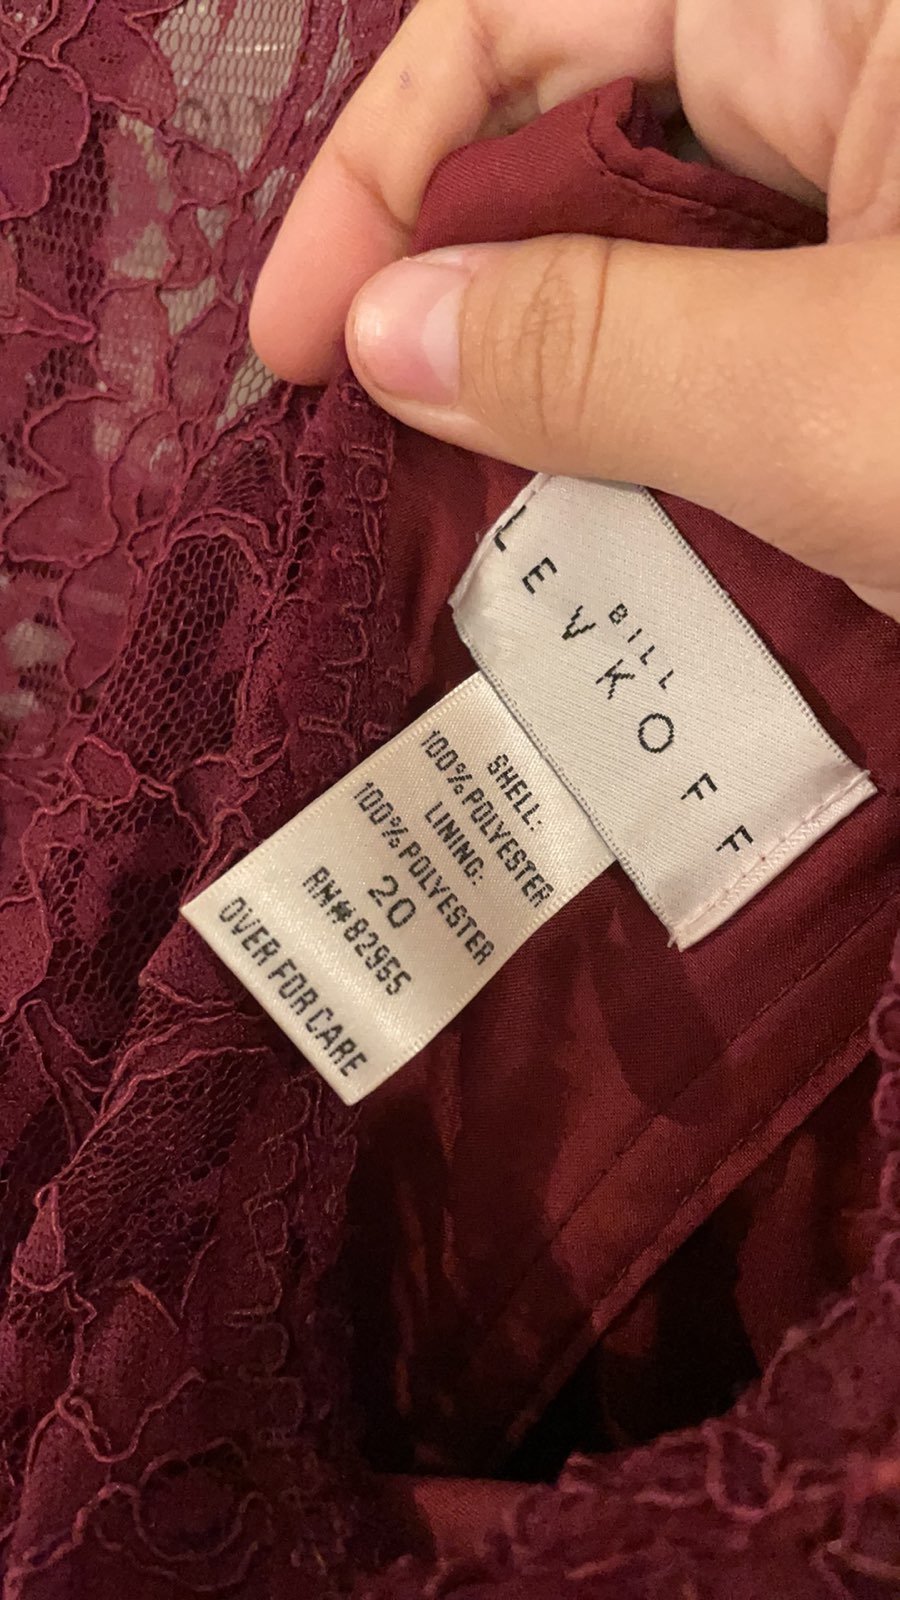 BILL
LEVKOFF
SHELL:
100% POLYESTER
LINING:
100% POLYESTER
20
RN#82955
OVER FOR CARE